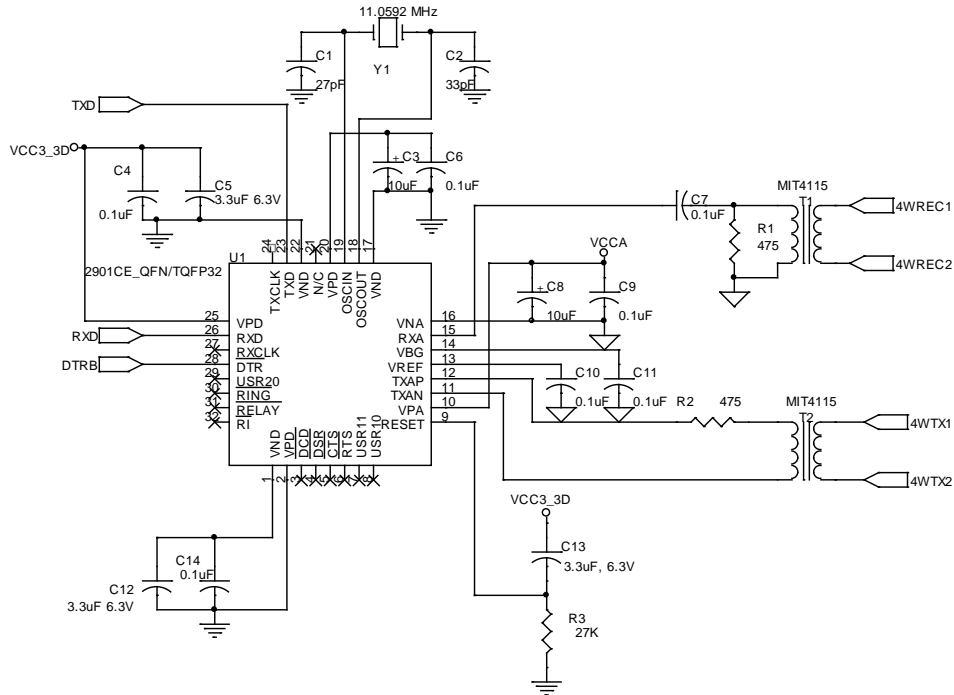 11.0592 MHz
C1
27pF
Y1
C2
33pF
TXD
VCC3_3D
C4
0.1uF
C5
3.3uF 6.3V
+ C3
10uF
C6
0.1uF
C7
0.1uF
MIT4115
T1
R1
475
4WREC1
4WREC2
VCCA
+ C8
10uF
C9
0.1uF
U1
2901CE_QFN/TQFP32
24
23
22
21
20
19
18
17
TXCLK
TXD
VND
N/C
VPD
OSCIN
OSCOUT
VND
25 VPD
RXD
26 RXD
27 RXCLK
DTRB
28 DTR
29 USR20
30 RING
31 RELAY
32 RI
VNA 16
RXA 15
VBG 14
VREF 13
TXAP 12
TXAN 11
VPA 10
RESET 9
C10
0.1uF
C11
0.1uF
R2
475
MIT4115
T2
4WTX1
4WTX2
VND
VPD
DCD
DSR
CTS
RTS
USR11
USR10
1
2
3
4
5
6
7
8
VCC3_3D
C13
3.3uF, 6.3V
C14
0.1uF
C12
3.3uF 6.3V
R3
27K